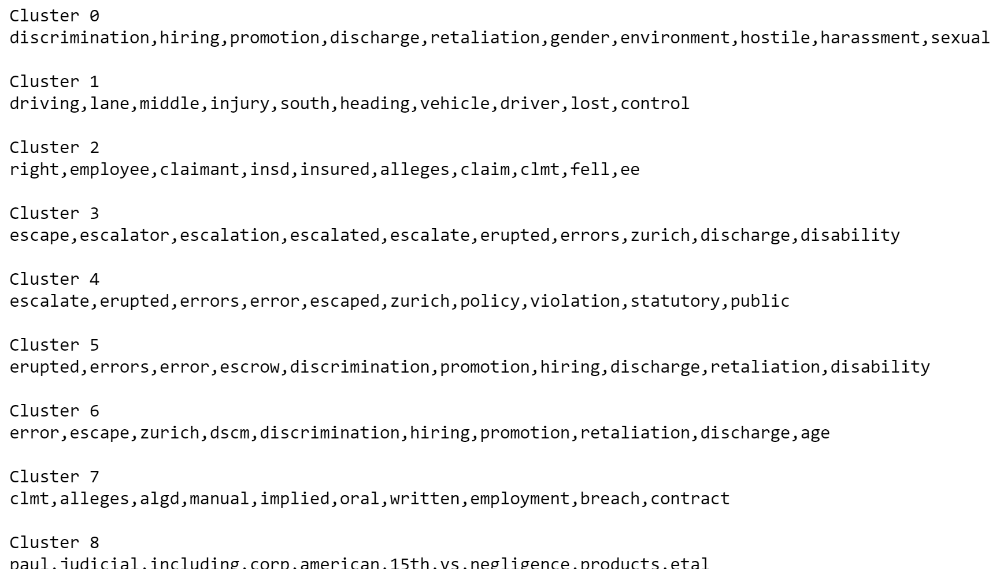 Cluster 0
discrimination,hiring,promotion,discharge,retaliation,gender,environment,hostile,harassment,sexual
Cluster 1
driving,lane,middle,injury,south,heading,vehicle,driver,lost,control
Cluster 2
right,employee,claimant,insd,insured,alleges,claim,clmt,fell,ee
Cluster 3
escape,escalator,escalation,escalated,escalate,erupted,errors,zurich,discharge,disability
Cluster 4
escalate,erupted,errors,error,escaped,zurich,policy,violation,statutory,public
Cluster 5
erupted,errors,error,escrow,discrimination,promotion,hiring,discharge,retaliation,disability
Cluster 6
error,escape,zurich,dscm,discrimination,hiring,promotion,retaliation,discharge,age
Cluster 7
clmt,alleges,algd,manual,implied,oral,written,employment,breach,contract
Cluster 8
paul,judicial,including,corp,american,15th,vs,negligence,products,etal